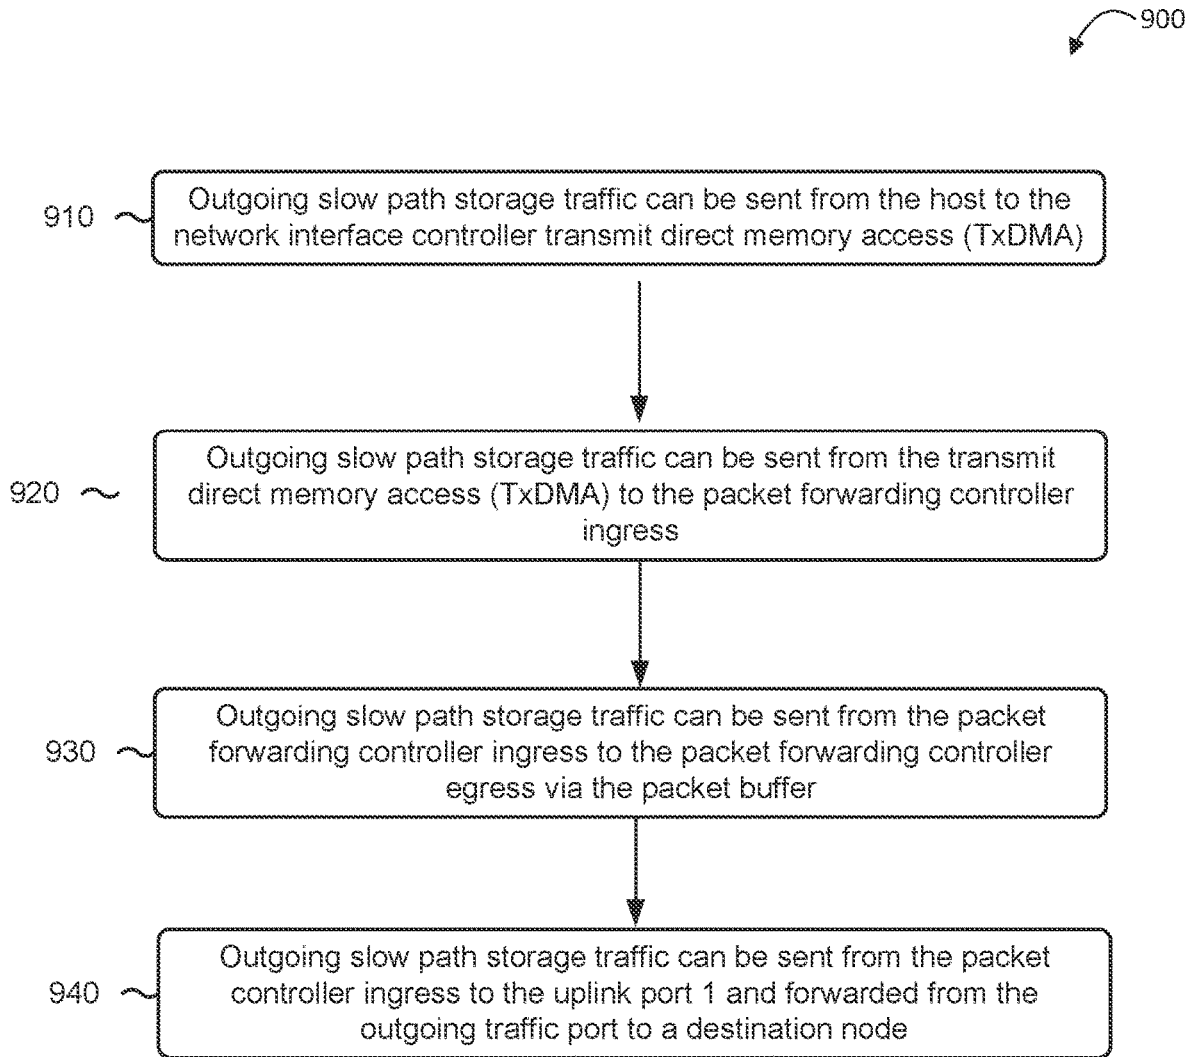 900
910
Outgoing slow path storage traffic can be sent from the host to the
network interface controller transmit direct memory access (TxDMA)
920
Outgoing slow path storage traffic can be sent from the transmit
direct memory access (TxDMA) to the packet forwarding controller
ingress
930
Outgoing slow path storage traffic can be sent from the packet
forwarding controller ingress to the packet forwarding controller
egress via the packet buffer
940
Outgoing slow path storage traffic can be sent from the packet
controller ingress to the uplink port 1 and forwarded from the
outgoing traffic port to a destination node